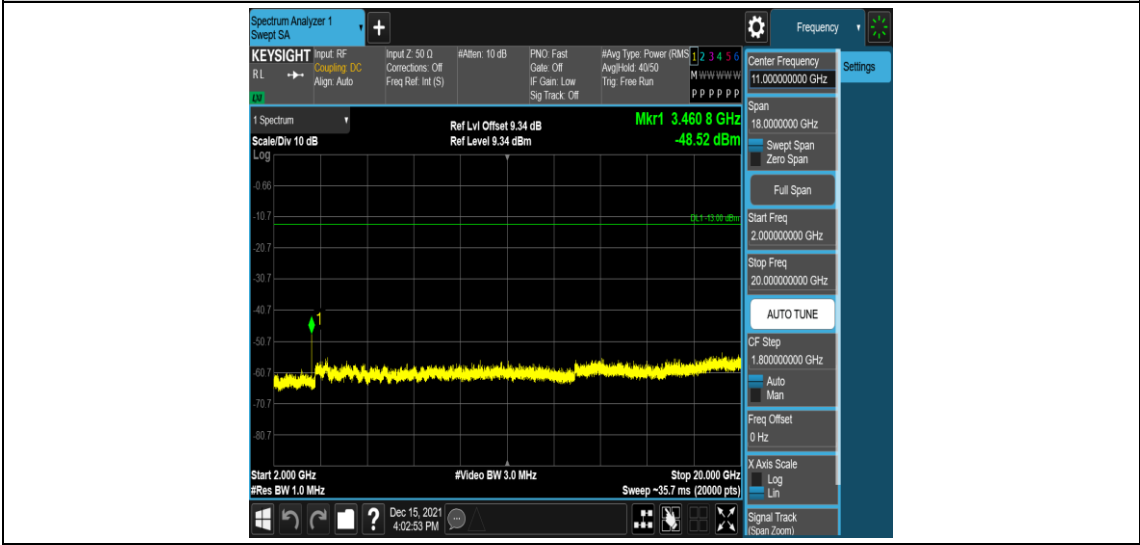 Spectrum Analyzer 1
Swept SA
+
Frequency
KEYSIGHT
RL
LM
Input: RF
Coupling: DC
Align: Auto
Input Z: 50 Ω
Corrections: Off
Freq Ref: Int (S)
#Atten: 10 dB
PNO: Fast
Gate: Off
IF Gain: Low
Sig Track: Off
#Avg Type: Power (RMS
Avg|Hold: 40/50
Trig: Free Run
1 2 3 4 5 6
M W W W W W
P P P P P P
1 Spectrum
Scale/Div 10 dB
Log
Ref Lvl Offset 9.34 dB
Ref Level 9.34 dBm
Mkr1 3.460 8 GHz
-48.52 dBm
-0.66
-10.7
DL1 -13.00 dBm
-20.7
-30.7
-40.7
1
-50.7
-60.7
-70.7
-80.7
Start 2.000 GHz
#Res BW 1.0 MHz
#Video BW 3.0 MHz
Stop 20.000 GHz
Sweep ~35.7 ms (20000 pts)
Center Frequency
11.000000000 GHz
Settings
Span
18.0000000 GHz
Swept Span
Zero Span
Full Span
Start Freq
2.000000000 GHz
Stop Freq
20.000000000 GHz
AUTO TUNE
CF Step
1.800000000 GHz
Auto
Man
Freq Offset
0 Hz
X Axis Scale
Log
Lin
Signal Track
(Span Zoom)
?
Dec 15, 2021
4:02:53 PM